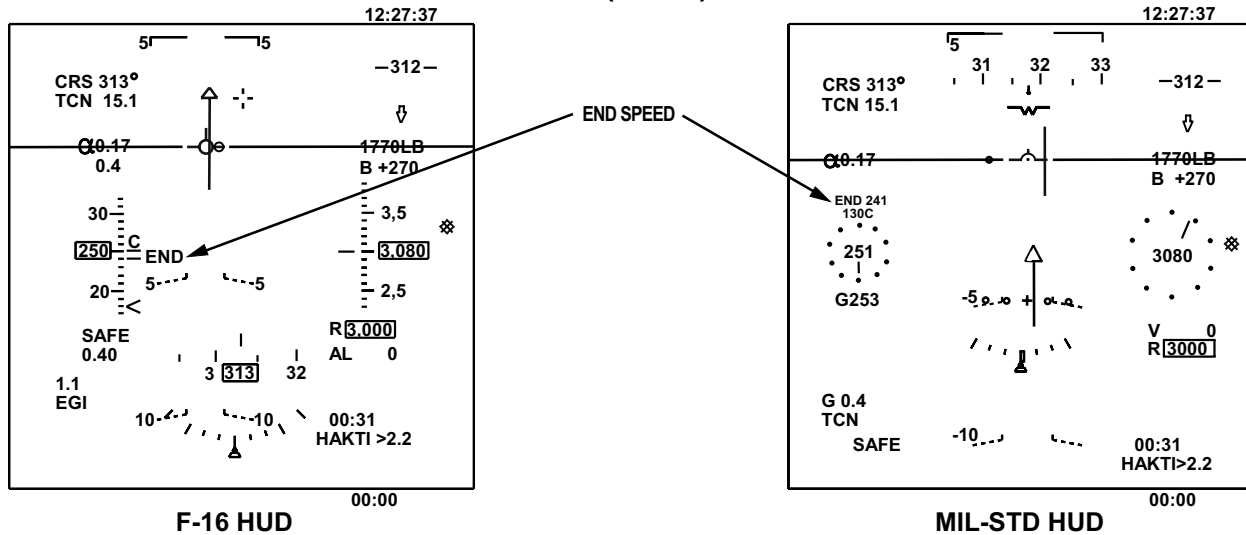 12:27:37
5 5
–312–
CRS 313°
TCN 15.1
α0.17
0.4
1770LB
B +270
30
3,5
C
250
END
3,080
5 5
20
2,5
SAFE
0.40
R 3,000
AL 0
3 313 32
1.1
EGI
10 10
00:31
HAKTI >2.2
00:00
F-16 HUD
END SPEED
12:27:37
5
31 32 33
–312–
CRS 313°
TCN 15.1
α0.17
1770LB
B +270
END 241
130C
251
3080
G253
-5
V 0
R 3000
G 0.4
TCN
SAFE
-10
00:31
HAKTI>2.2
00:00
MIL-STD HUD